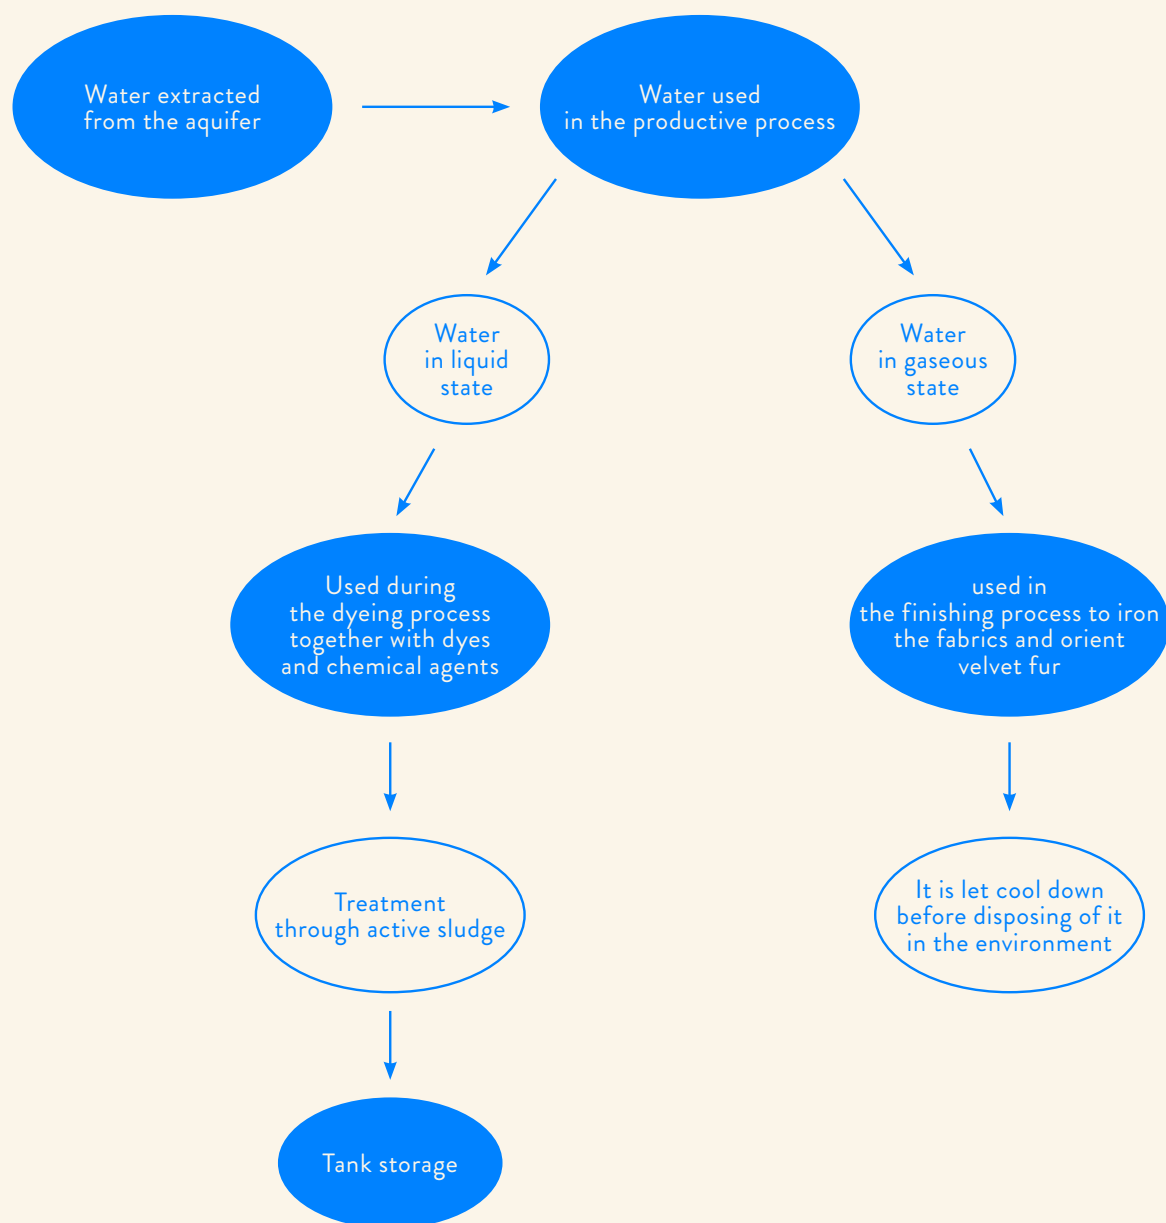 Water extracted
from the aquifer
Water used
in the productive process
Water
in liquid
state
Water
in gaseous
state
Used during
the dyeing process
together with dyes
and chemical agents
used in
the finishing process to iron
the fabrics and orient
velvet fur
Treatment
through active sludge
It is let cool down
before disposing of it
in the environment
Tank storage